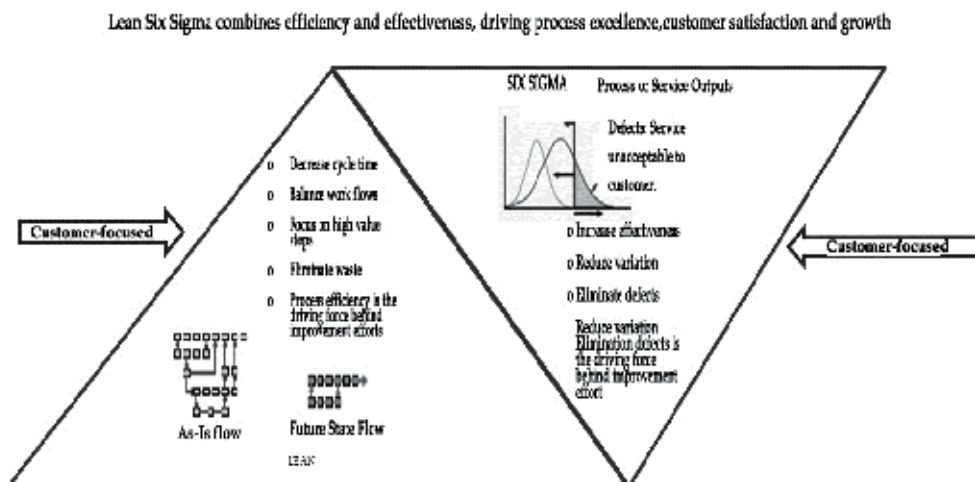 Lean Six Sigma combines efficiency and effectiveness, driving process excellence,customer satisfaction and growth
SIX SIGMA
Process or Service Outputs
Defects: Service
unacceptable to
customer.
o Decrease cycle time
o Balance work flows
o Focus on high value
steps
o Eliminate waste
o Process efficiency is the
driving force behind
improvement efforts
Customer-focused
As-Is flow
Future State Flow
LEAN
o Increase effectiveness
o Reduce variation
o Eliminate defects
Reduce variation
Elimination defects is
the driving force
behind improvement
effort
Customer-focused